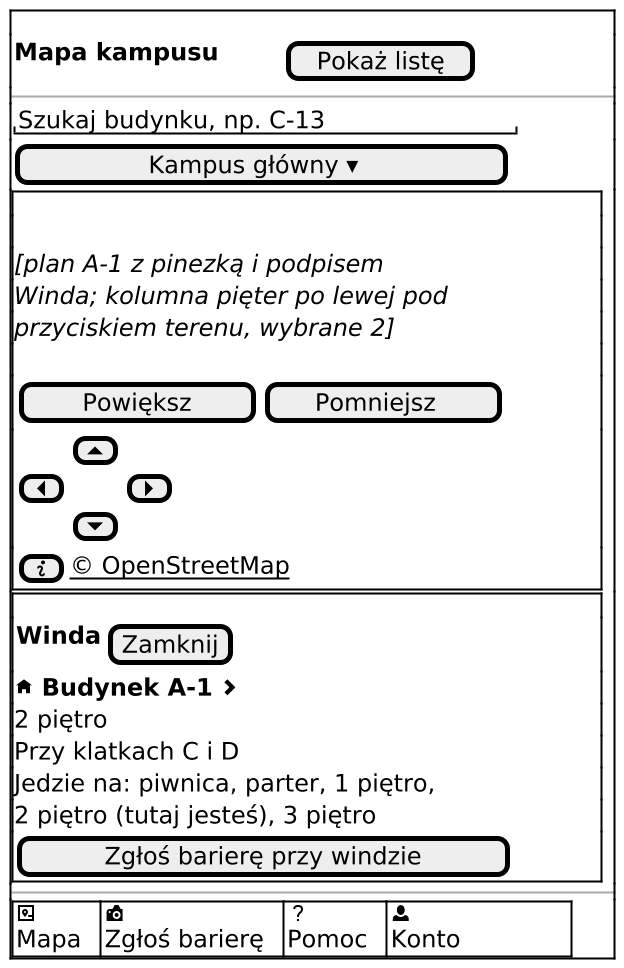 Mapa kampusu
Pokaż listę
Szukaj budynku, np. C-13
Kampus główny ▾
[plan A-1 z pinezką i podpisem
Winda; kolumna pięter po lewej pod
przyciskiem terenu, wybrane 2]
Powiększ
Pomniejsz
i © OpenStreetMap
Winda
Zamknij
Budynek A-1 >
2 piętro
Przy klatkach C i D
Jedzie na: piwnica, parter, 1 piętro,
2 piętro (tutaj jesteś), 3 piętro
Zgłoś barierę przy windzie
?
Mapa
Zgłoś barierę
Pomoc
Konto